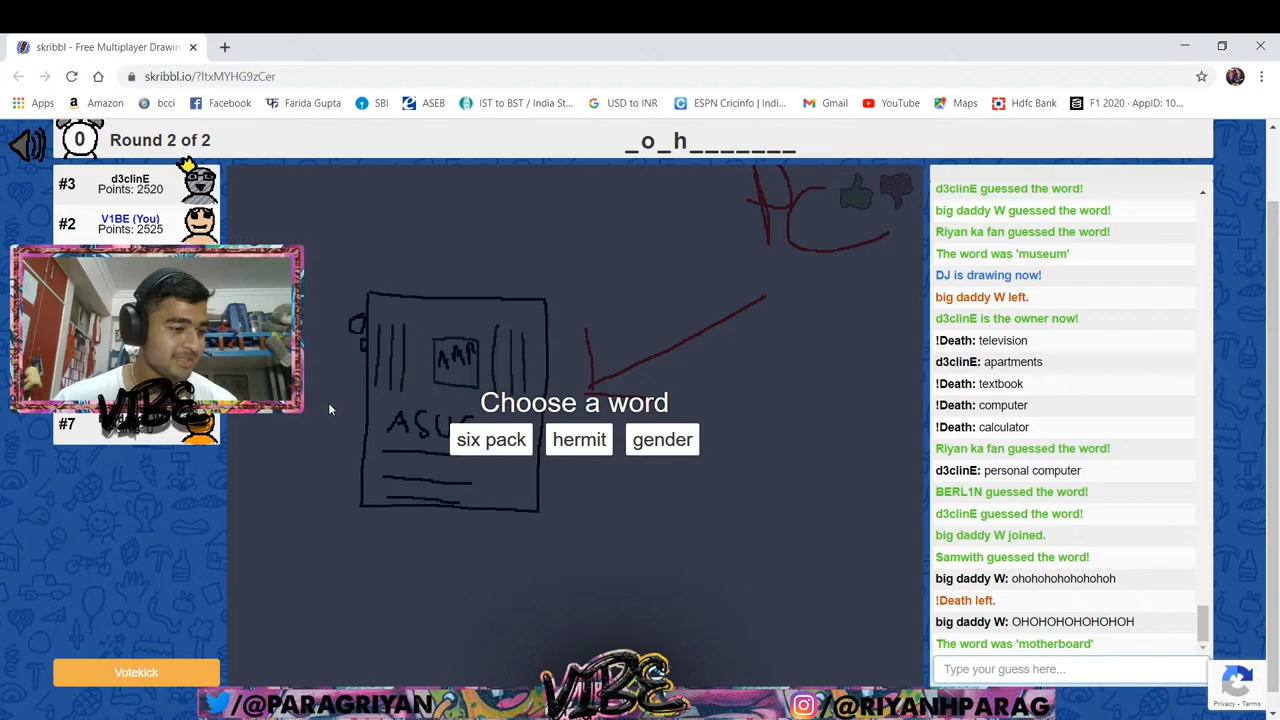 skribbl - Free Multiplayer Drawin
skribbl.io/?ltxMYHG9zCer
Apps Amazon bcci Facebook Farida Gupta SBI ASEB IST to BST / India St... USD to INR ESPN Cricinfo | Indi... Gmail YouTube Maps Hdfc Bank F1 2020 · AppID: 10...
0 Round 2 of 2
_o_h_______
#3 d3clinE
Points: 2520
#2 V1BE (You)
Points: 2525
#7
VIBE
ASUS
Choose a word
six pack hermit gender
d3clinE guessed the word!
big daddy W guessed the word!
Riyan ka fan guessed the word!
The word was 'museum'
DJ is drawing now!
big daddy W left.
d3clinE is the owner now!
!Death: television
d3clinE: apartments
!Death: textbook
!Death: computer
!Death: calculator
Riyan ka fan guessed the word!
d3clinE: personal computer
BERL1N guessed the word!
d3clinE guessed the word!
big daddy W joined.
Samwith guessed the word!
big daddy W: ohohohohohohoh
!Death left.
big daddy W: OHOHOHOHOHOHOH
The word was 'motherboard'
Type your guess here...
Votekick
VIBE
Privacy - Terms
/@PARAGRIYAN
/@RIYANHPARAG